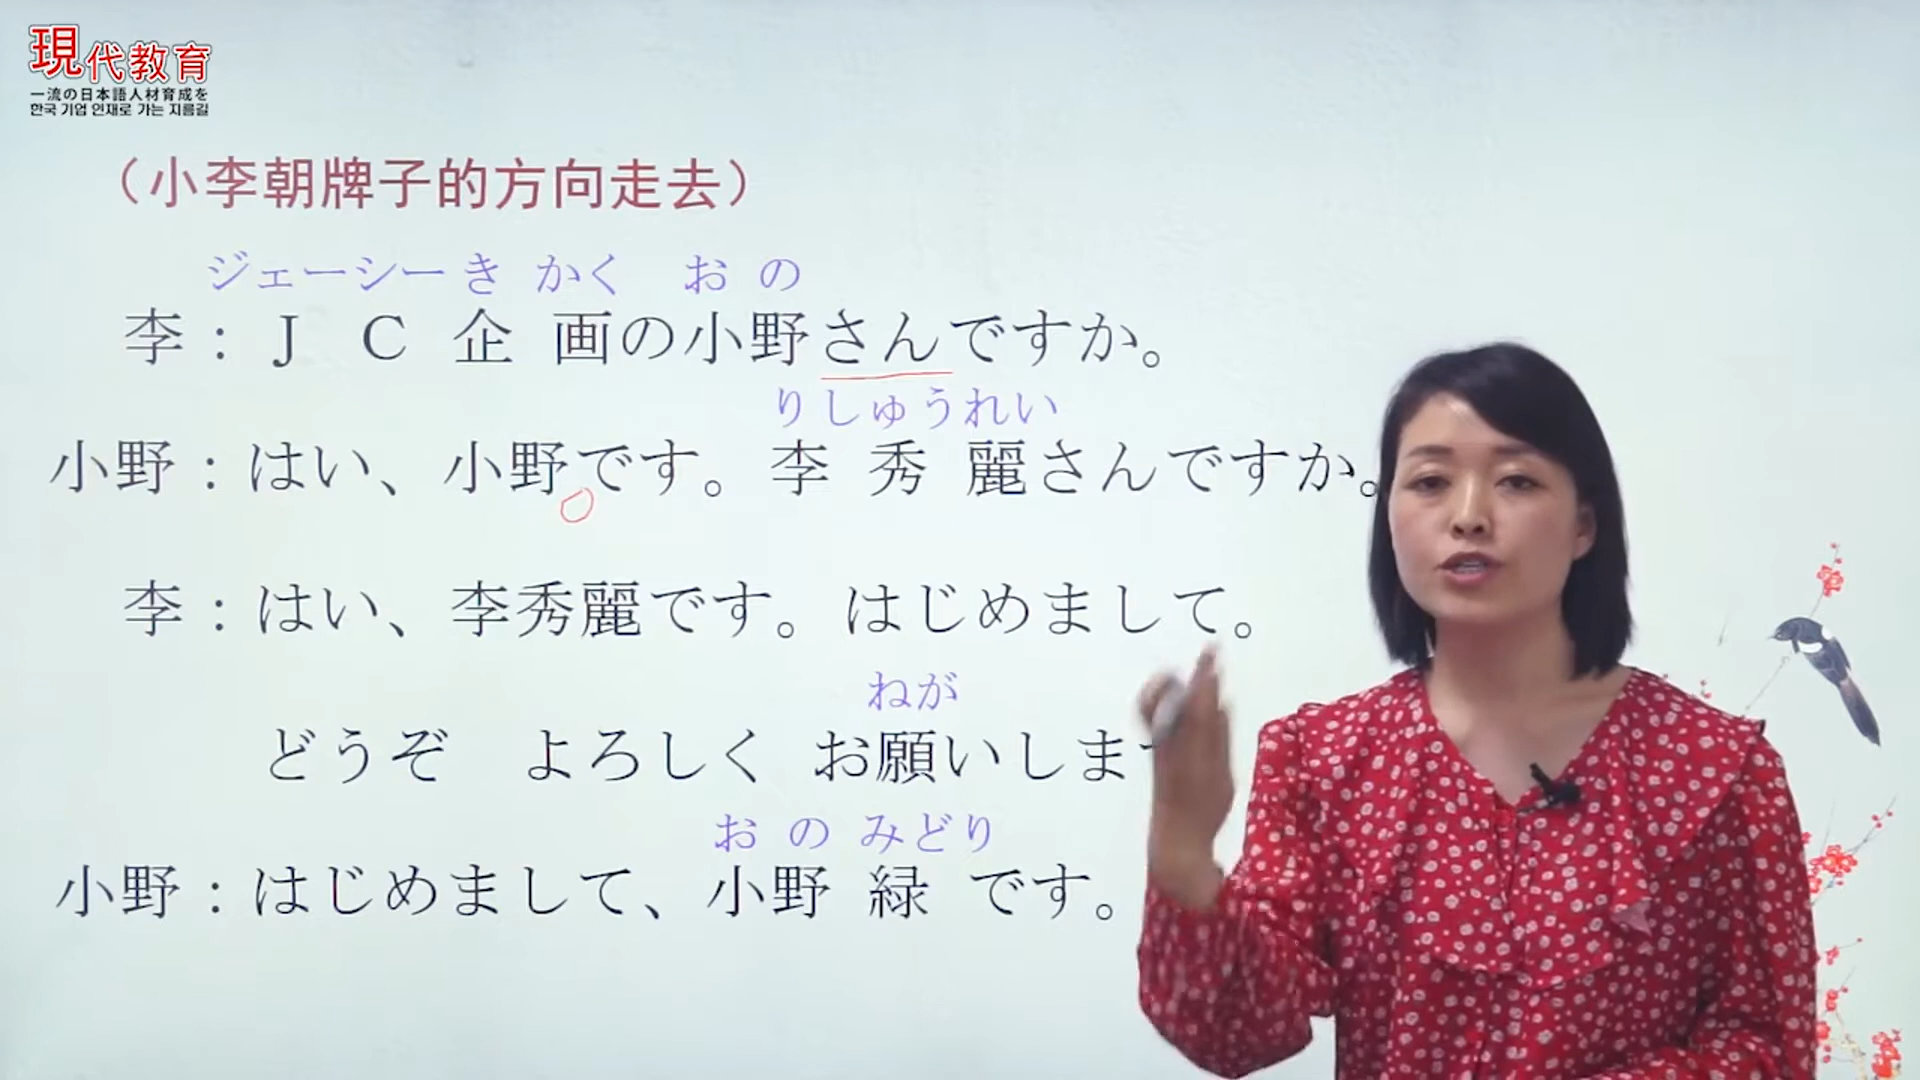 現代教育
一流の日本語人材育成を
한국 기업 인재로 가는 지름길
（小李朝牌子的方向走去）
ジェーシー き かく お の
李：ＪＣ企画の小野さんですか。
りしゅうれい
小野：はい、小野です。李秀麗さんですか。
李：はい、李秀麗です。はじめまして。
ねが
どうぞ よろしく お願いしま
お の みどり
小野：はじめまして、小野 緑 です。